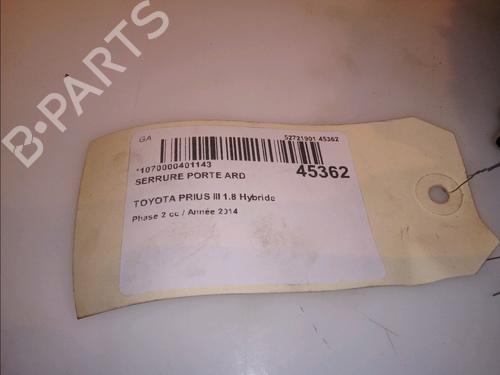 B-PARTS
GA
52721901 45362
*1070000401143
45362
SERRURE PORTE ARD
TOYOTA PRIUS III 1.8 Hybride
Phase 2 cc / Année 2014